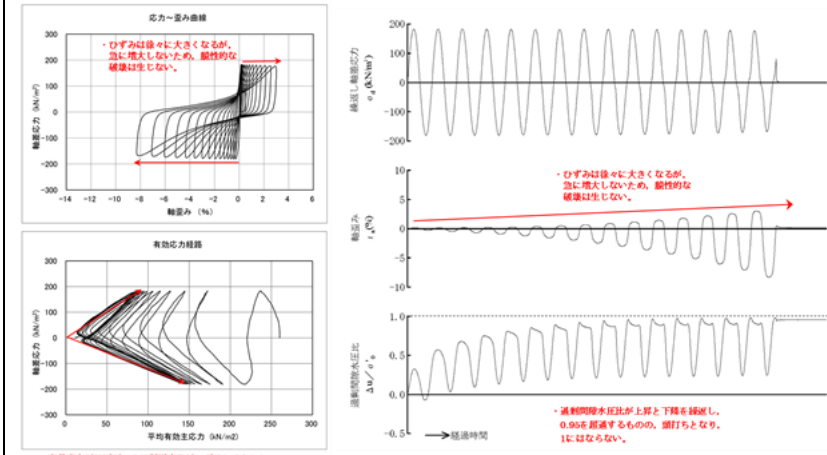 応力～歪み曲線
・ひずみは徐々に大きくなるが,
急に増大しないため, 脆性的な
破壊は生じない。
軸差応力 (kN/m²)
300
200
100
0
-100
-200
-300
-14 -12 -10 -8 -6 -4 -2 0 2 4 6
軸歪み (%)
有効応力経路
軸差応力 (kN/m²)
300
200
100
0
-100
-200
-300
0 50 100 150 200 250 300
平均有効主応力 (kN/m2)
繰返し軸差応力
σd (kN/m²)
200
100
0
-100
-200
・ひずみは徐々に大きくなるが,
急に増大しないため, 脆性的な
破壊は生じない。
軸歪み
εa(%)
10
5
0
-5
-10
過剰間隙水圧比
Δu/σ'o
1.0
0.5
0.0
-0.5
→経過時間
・過剰間隙水圧比が上昇と下降を繰返し,
0.95を超過するものの, 頭打ちとなり,
1にはならない。